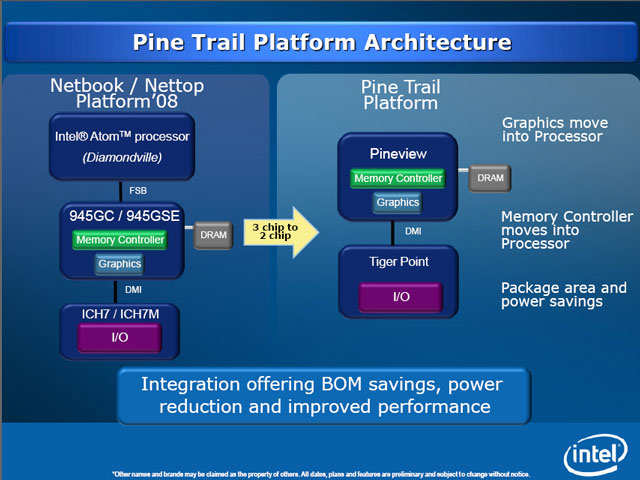 Pine Trail Platform Architecture
Netbook / Nettop
Platform'08
Intel® Atom™ processor
(Diamondville)
FSB
945GC / 945GSE
Memory Controller
Graphics
DRAM
DMI
ICH7 / ICH7M
I/O
3 chip to
2 chip
Pine Trail
Platform
Pineview
Memory Controller
Graphics
DRAM
DMI
Tiger Point
I/O
Graphics move
into Processor
Memory Controller
moves into
Processor
Package area and
power savings
Integration offering BOM savings, power
reduction and improved performance
intel
*Other names and brands may be claimed as the property of others. All dates, plans and features are preliminary and subject to change without notice.